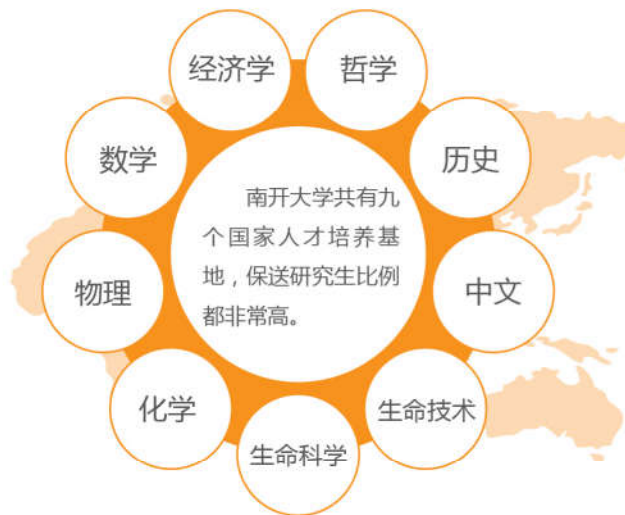 经济学
哲学
数学
历史
南开大学共有九
个国家人才培养基
地，保送研究生比例
都非常高。
物理
中文
化学
生命技术
生命科学